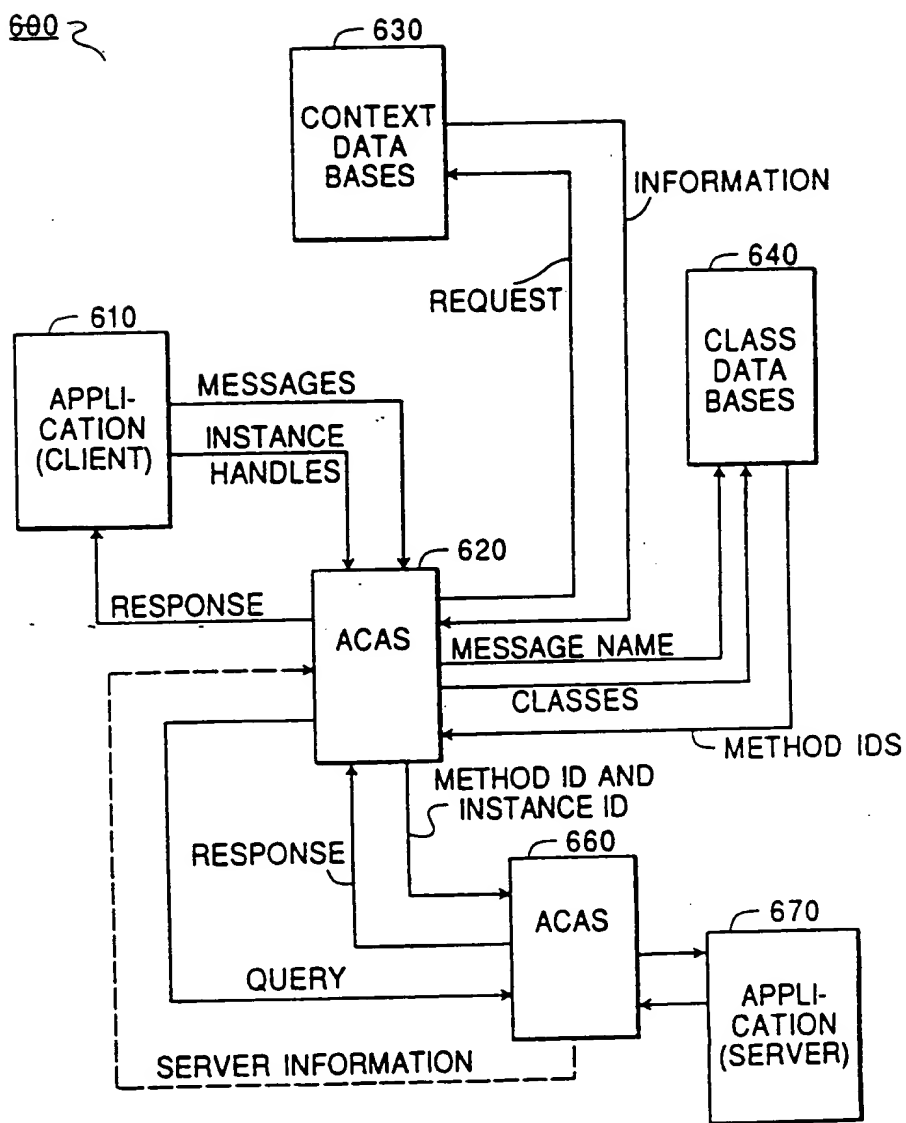 600
630
CONTEXT
DATA
BASES
INFORMATION
REQUEST
640
CLASS
DATA
BASES
610
APPLI-
CATION
(CLIENT)
MESSAGES
INSTANCE
HANDLES
620
ACAS
RESPONSE
MESSAGE NAME
CLASSES
METHOD IDS
METHOD ID AND
INSTANCE ID
RESPONSE
660
ACAS
670
APPLI-
CATION
(SERVER)
QUERY
SERVER INFORMATION